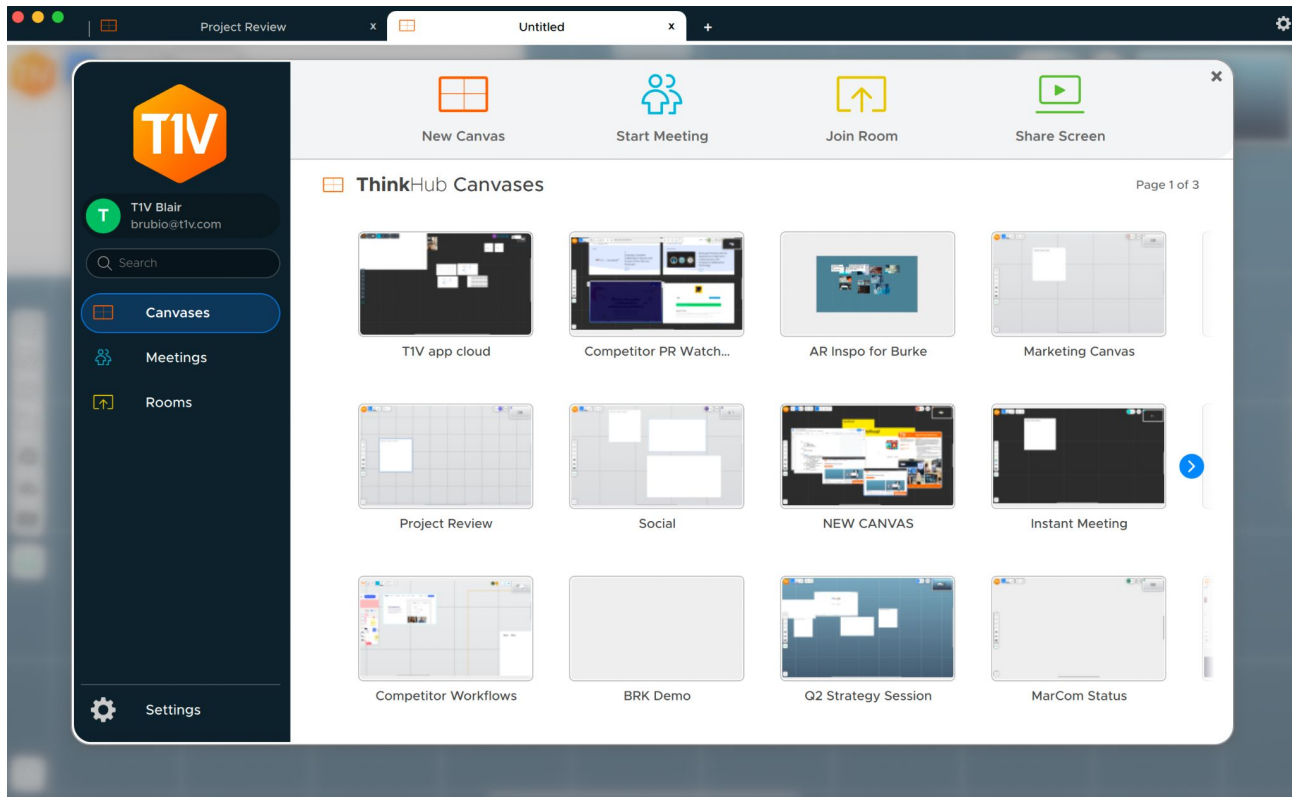 Project Review x Untitled x +
T1V
T1V Blair
brubio@t1v.com
Search
Canvases
Meetings
Rooms
Settings
New Canvas Start Meeting Join Room Share Screen
x
ThinkHub Canvases
Page 1 of 3
T1V app cloud Competitor PR Watch... AR Inspo for Burke Marketing Canvas
Project Review Social NEW CANVAS Instant Meeting
Competitor Workflows BRK Demo Q2 Strategy Session MarCom Status